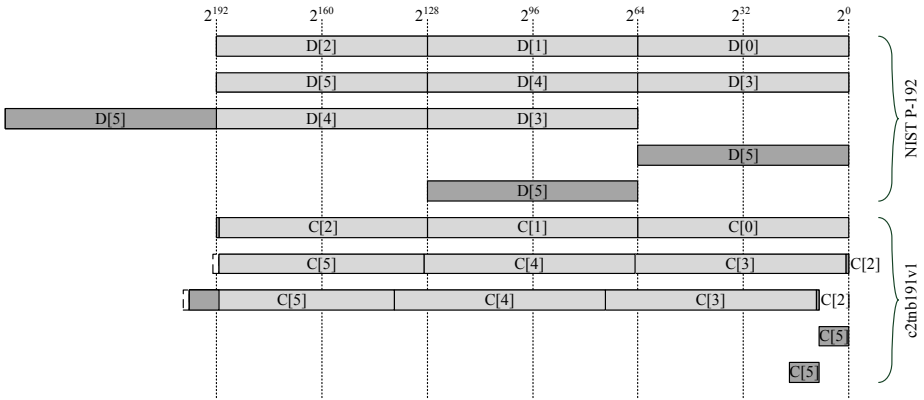 2^192 2^160 2^128 2^96 2^64 2^32 2^0
D[2] D[1] D[0]
D[5] D[4] D[3]
D[5] D[4] D[3]
D[5]
D[5]
NIST P-192
C[2] C[1] C[0]
C[5] C[4] C[3] C[2]
C[5] C[4] C[3] C[2]
C[5]
C[5]
c2tnb191v1